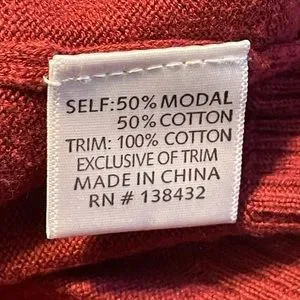 SELF:50% MODAL
50% COTTON
TRIM: 100% COTTON
EXCLUSIVE OF TRIM
MADE IN CHINA
RN # 138432